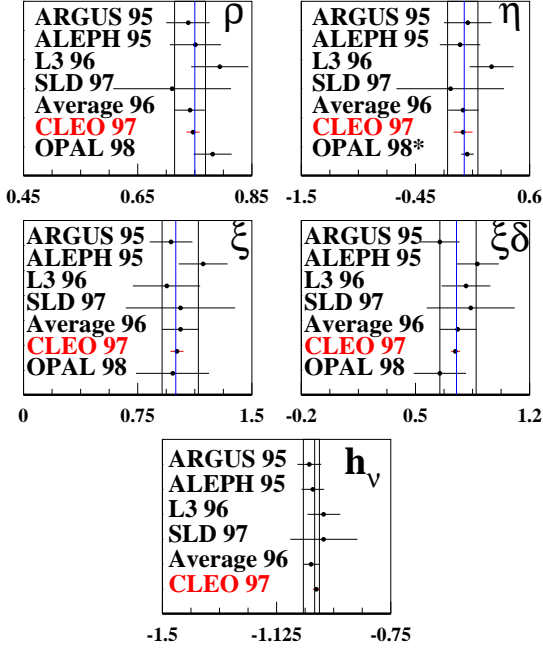 ρ
ARGUS 95
ALEPH 95
L3 96
SLD 97
Average 96
CLEO 97
OPAL 98
0.45 0.65 0.85
η
ARGUS 95
ALEPH 95
L3 96
SLD 97
Average 96
CLEO 97
OPAL 98*
-1.5 -0.45 0.6
ξ
ARGUS 95
ALEPH 95
L3 96
SLD 97
Average 96
CLEO 97
OPAL 98
0 0.75 1.5
ξδ
ARGUS 95
ALEPH 95
L3 96
SLD 97
Average 96
CLEO 97
OPAL 98
-0.2 0.5 1.2
hν
ARGUS 95
ALEPH 95
L3 96
SLD 97
Average 96
CLEO 97
-1.5 -1.125 -0.75